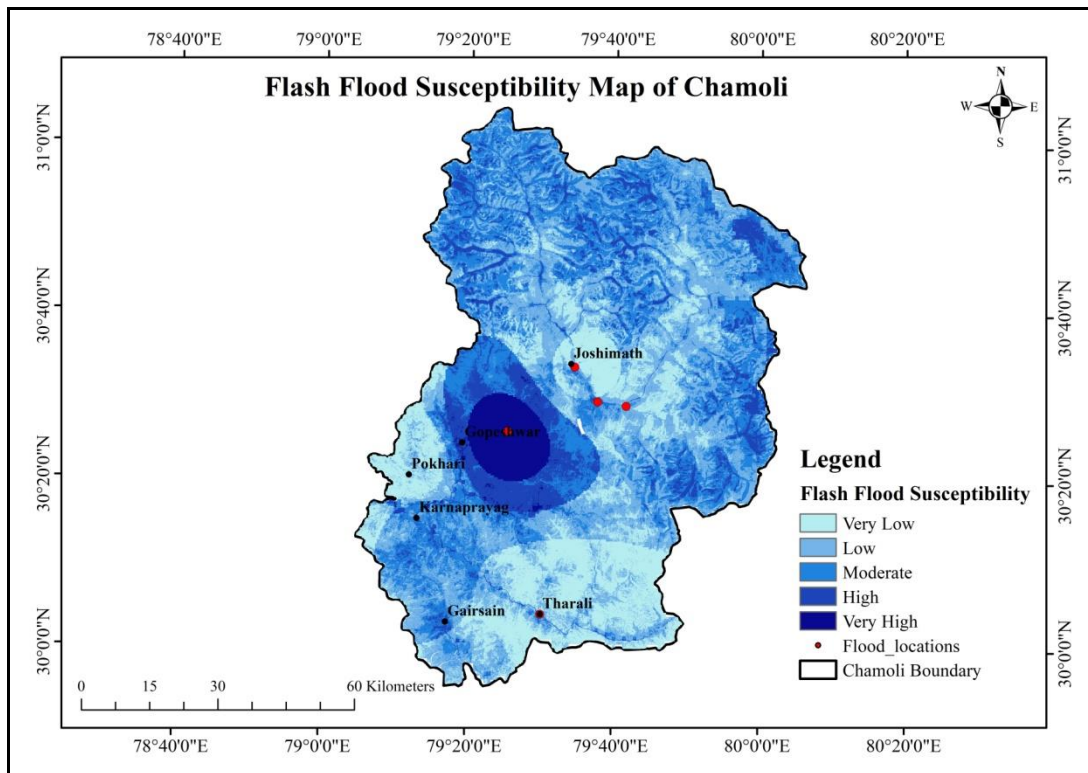 78°40'0"E 79°0'0"E 79°20'0"E 79°40'0"E 80°0'0"E 80°20'0"E
Flash Flood Susceptibility Map of Chamoli
N
W E
S
31°0'0"N 31°0'0"N
30°40'0"N 30°40'0"N
Joshimath
Gopeshwar
30°20'0"N 30°20'0"N
Pokhari
Karnaprayag
Gairsain
Tharali
30°0'0"N 30°0'0"N
Legend
Flash Flood Susceptibility
Very Low
Low
Moderate
High
Very High
Flood_locations
Chamoli Boundary
0 15 30 60 Kilometers
78°40'0"E 79°0'0"E 79°20'0"E 79°40'0"E 80°0'0"E 80°20'0"E